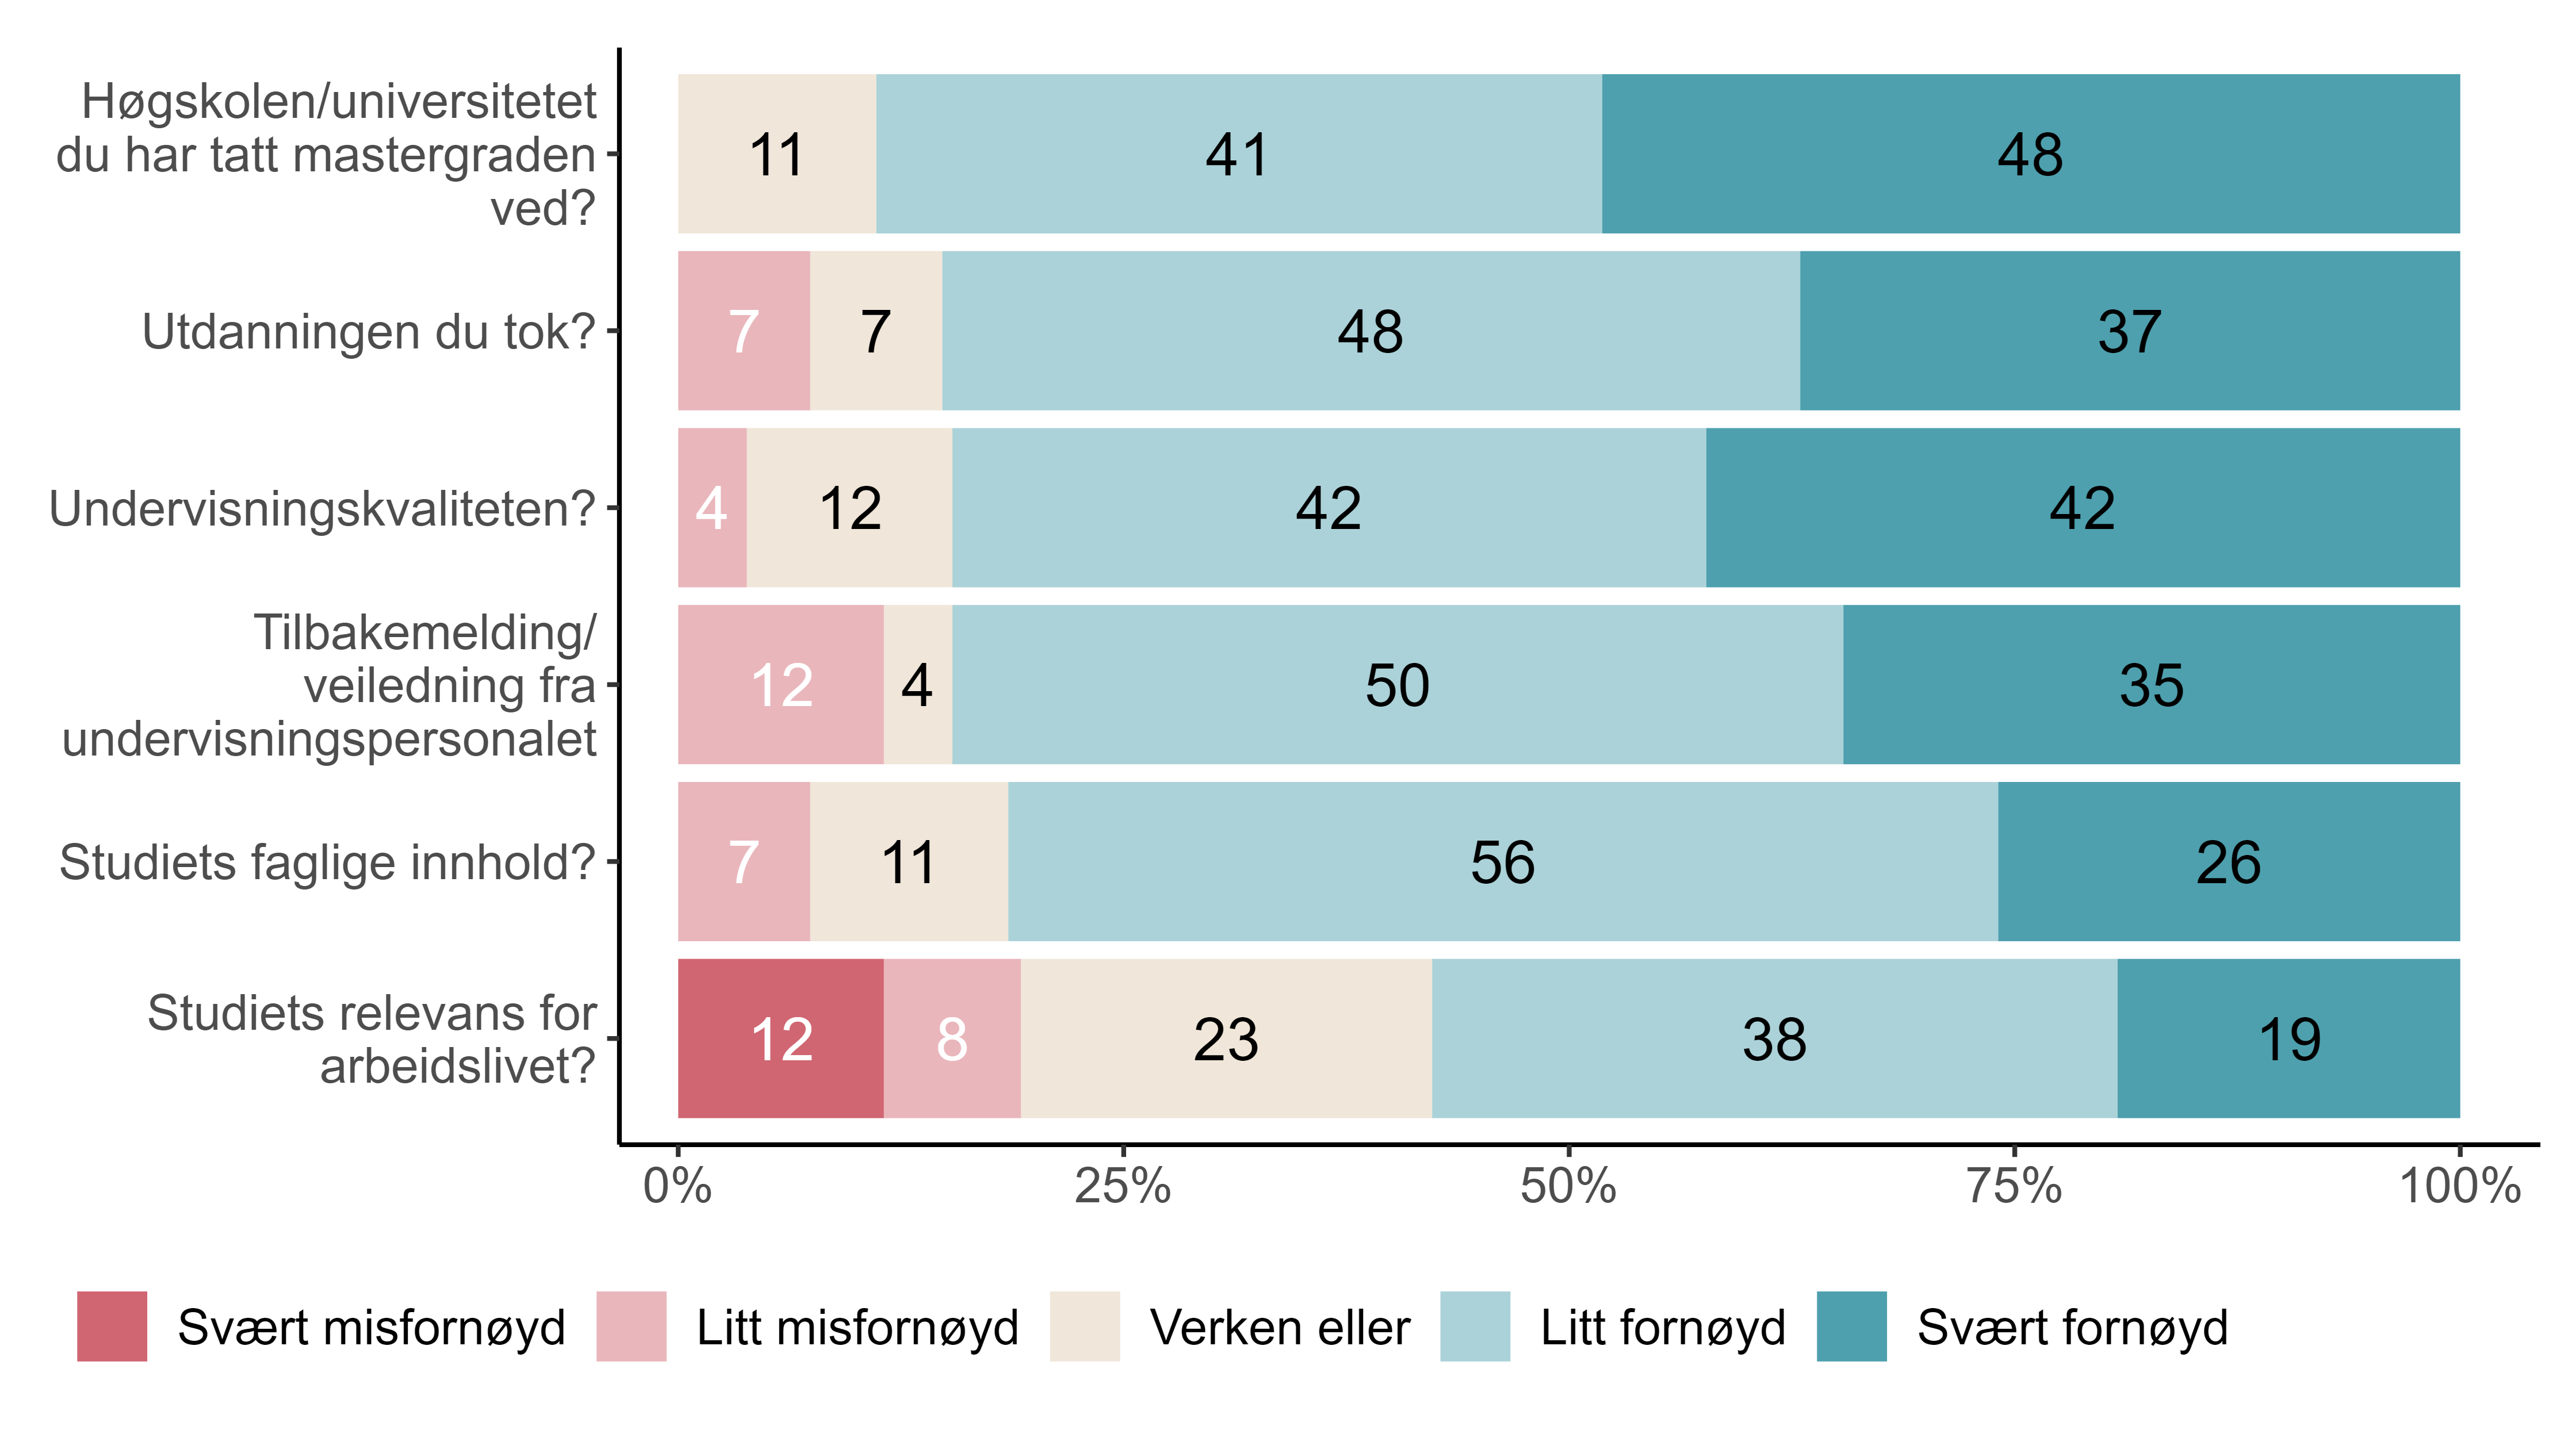 Høgskolen/universitetet
du har tatt mastergraden
ved?
11 41 48
Utdanningen du tok?
7 7 48 37
Undervisningskvaliteten?
4 12 42 42
Tilbakemelding/
veiledning fra
undervisningspersonalet
12 4 50 35
Studiets faglige innhold?
7 11 56 26
Studiets relevans for
arbeidslivet?
12 8 23 38 19
0% 25% 50% 75% 100%
Svært misfornøyd Litt misfornøyd Verken eller Litt fornøyd Svært fornøyd